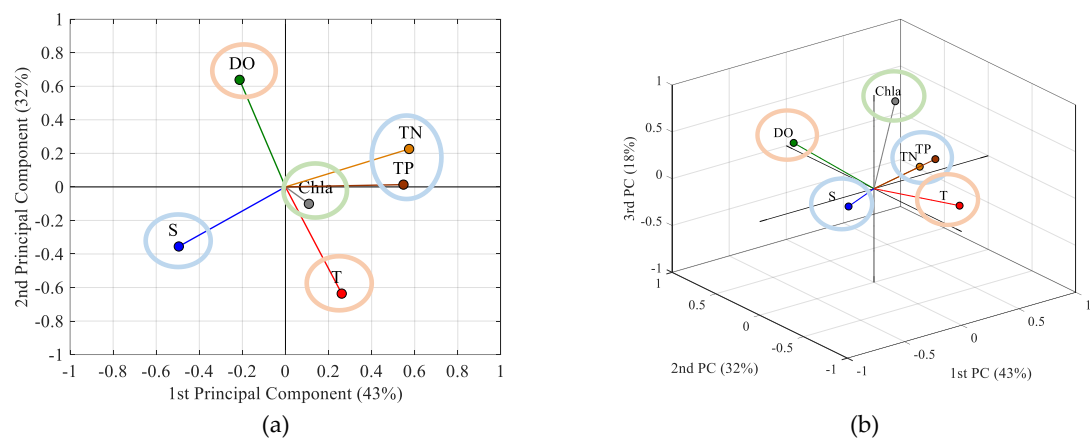 1
0.8
0.6
0.4
0.2
0
-0.2
-0.4
-0.6
-0.8
-1
2nd Principal Component (32%)
DO
TN
TP
Chla
S
T
-1 -0.8 -0.6 -0.4 -0.2 0 0.2 0.4 0.6 0.8 1
1st Principal Component (43%)
(a)
1
0.5
0
-0.5
-1
3rd PC (18%)
Chla
DO
TN TP
S
T
1
0.5
0
-0.5
-1
2nd PC (32%)
-1
-0.5
0
0.5
1
1st PC (43%)
(b)